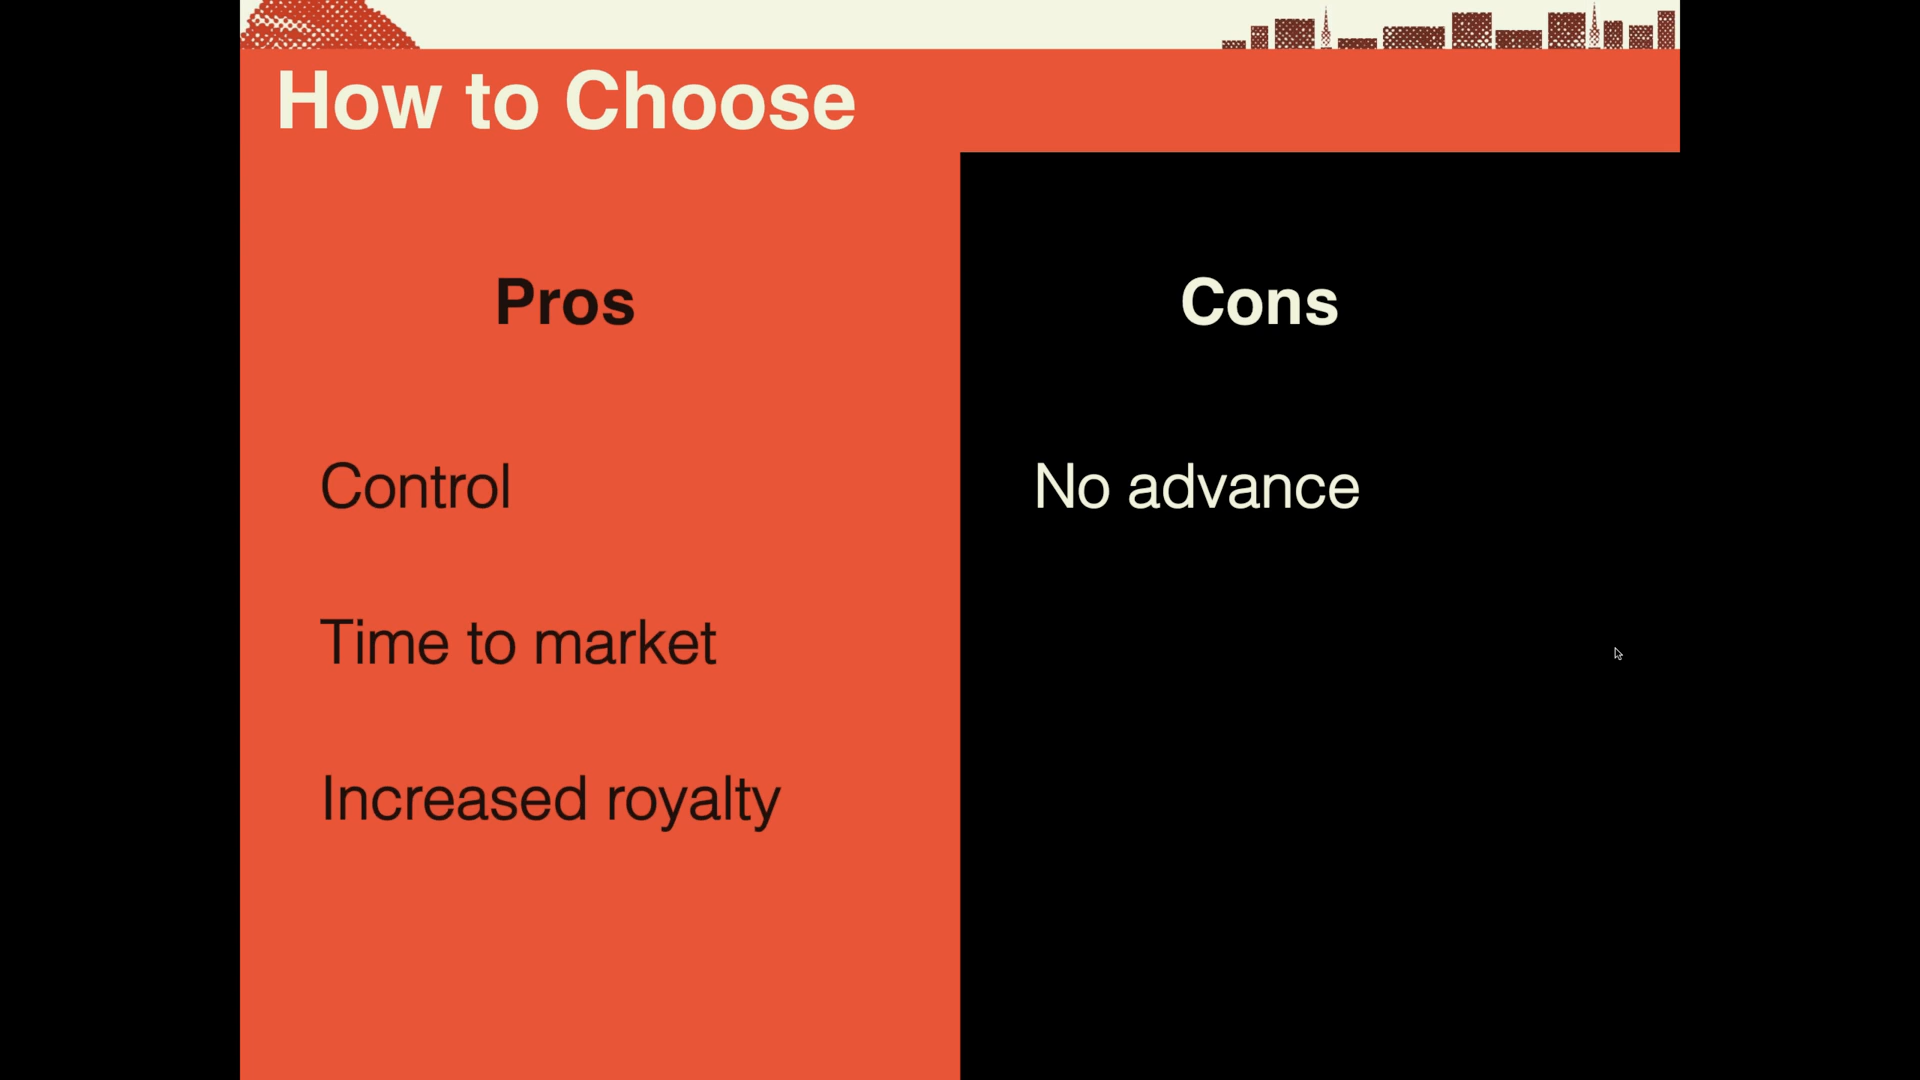 How to Choose
Pros
Control
Time to market
Increased royalty
Cons
No advance